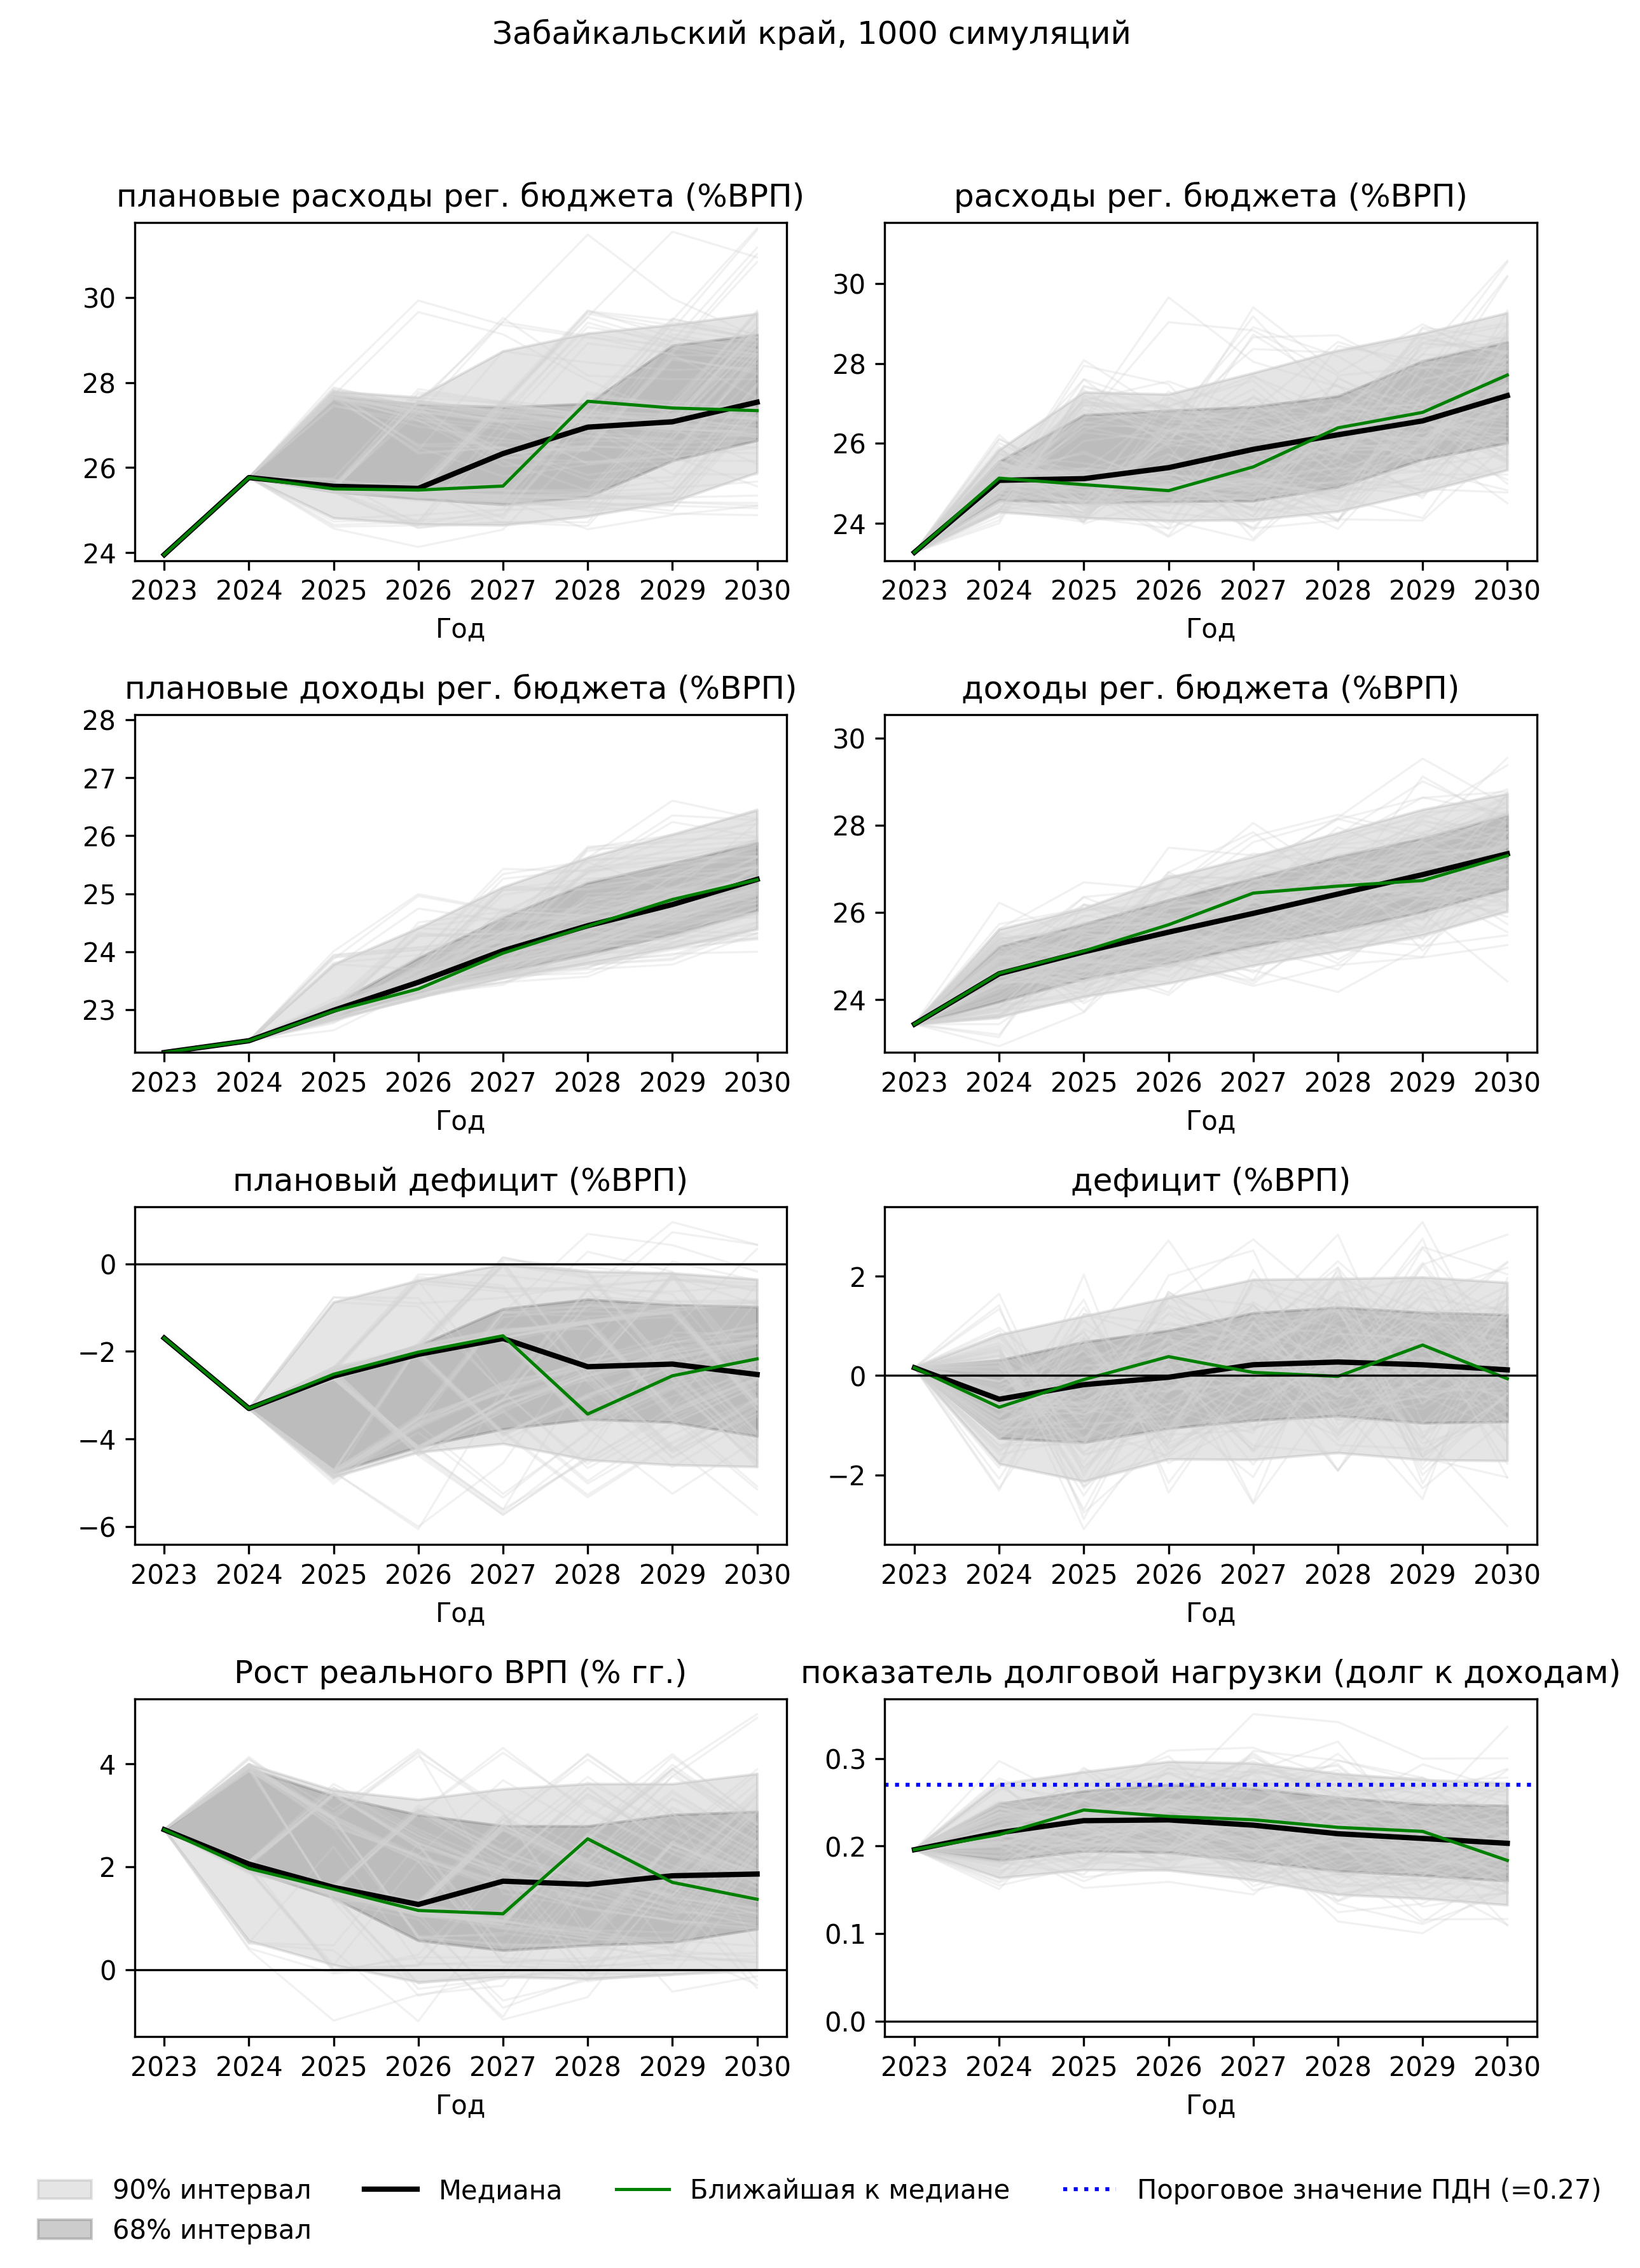 Забайкальский край, 1000 симуляций
плановые расходы рег. бюджета (%ВРП)
30
28
26
24
2023 2024 2025 2026 2027 2028 2029 2030
Год
расходы рег. бюджета (%ВРП)
30
28
26
24
2023 2024 2025 2026 2027 2028 2029 2030
Год
плановые доходы рег. бюджета (%ВРП)
28
27
26
25
24
23
2023 2024 2025 2026 2027 2028 2029 2030
Год
доходы рег. бюджета (%ВРП)
30
28
26
24
2023 2024 2025 2026 2027 2028 2029 2030
Год
плановый дефицит (%ВРП)
0
−2
−4
−6
2023 2024 2025 2026 2027 2028 2029 2030
Год
дефицит (%ВРП)
2
0
−2
2023 2024 2025 2026 2027 2028 2029 2030
Год
Рост реального ВРП (% гг.)
4
2
0
2023 2024 2025 2026 2027 2028 2029 2030
Год
показатель долговой нагрузки (долг к доходам)
0.3
0.2
0.1
0.0
2023 2024 2025 2026 2027 2028 2029 2030
Год
90% интервал
68% интервал
Медиана
Ближайшая к медиане
Пороговое значение ПДН (=0.27)